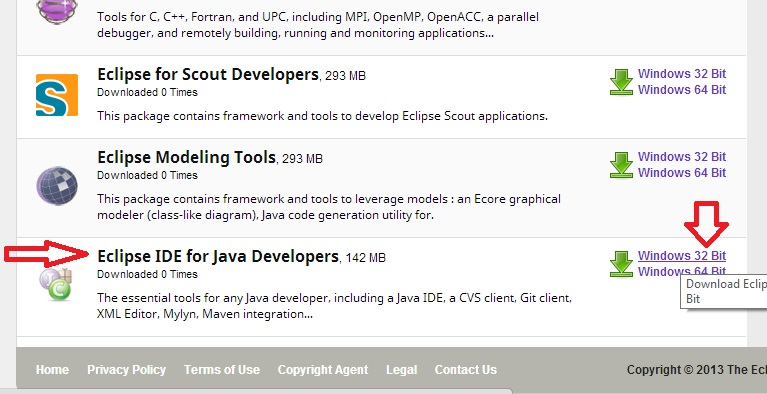 Tools for C, C++, Fortran, and UPC, including MPI, OpenMP, OpenACC, a parallel
debugger, and remotely building, running and monitoring applications...
Eclipse for Scout Developers, 293 MB
Downloaded 0 Times
This package contains framework and tools to develop Eclipse Scout applications.
Windows 32 Bit
Windows 64 Bit
Eclipse Modeling Tools, 293 MB
Downloaded 0 Times
This package contains framework and tools to leverage models : an Ecore graphical
modeler (class-like diagram), Java code generation utility for.
Windows 32 Bit
Windows 64 Bit
Eclipse IDE for Java Developers, 142 MB
Downloaded 0 Times
The essential tools for any Java developer, including a Java IDE, a CVS client, Git client,
XML Editor, Mylyn, Maven integration...
Windows 32 Bit
Windows 64 Bit
Download Eclip
Bit
Home Privacy Policy Terms of Use Copyright Agent Legal Contact Us
Copyright © 2013 The Ecl